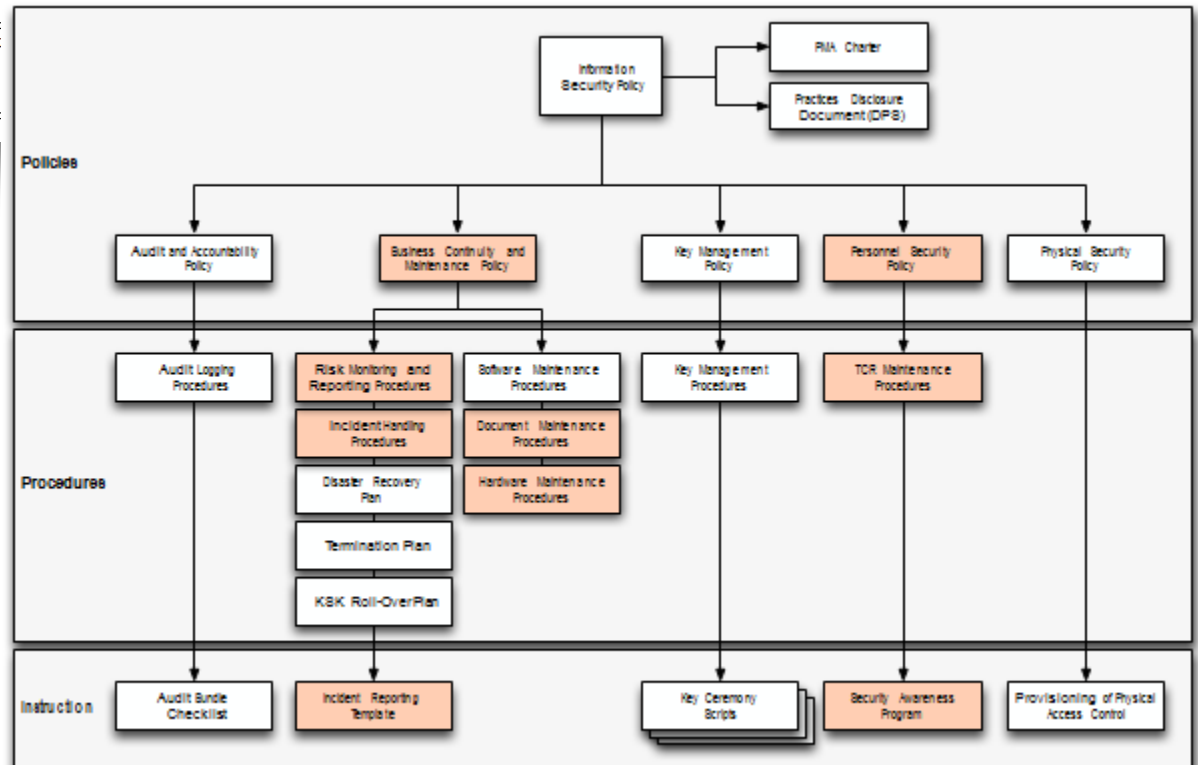 Information
Security Policy
PMA Charter
Practices Disclosure
Document (DPS)
Policies
Audit and Accountability
Policy
Business Continuity and
Maintenance Policy
Key Management
Policy
Personnel Security
Policy
Physical Security
Policy
Audit Logging
Procedures
Risk Monitoring and
Reporting Procedures
Software Maintenance
Procedures
Key Management
Procedures
TCR Maintenance
Procedures
Incident Handling
Procedures
Document Maintenance
Procedures
Procedures
Disaster Recovery
Plan
Hardware Maintenance
Procedures
Termination Plan
KSK Roll-Over Plan
Instruction
Audit Bundle
Checklist
Incident Reporting
Template
Key Ceremony
Scripts
Security Awareness
Program
Provisioning of Physical
Access Control